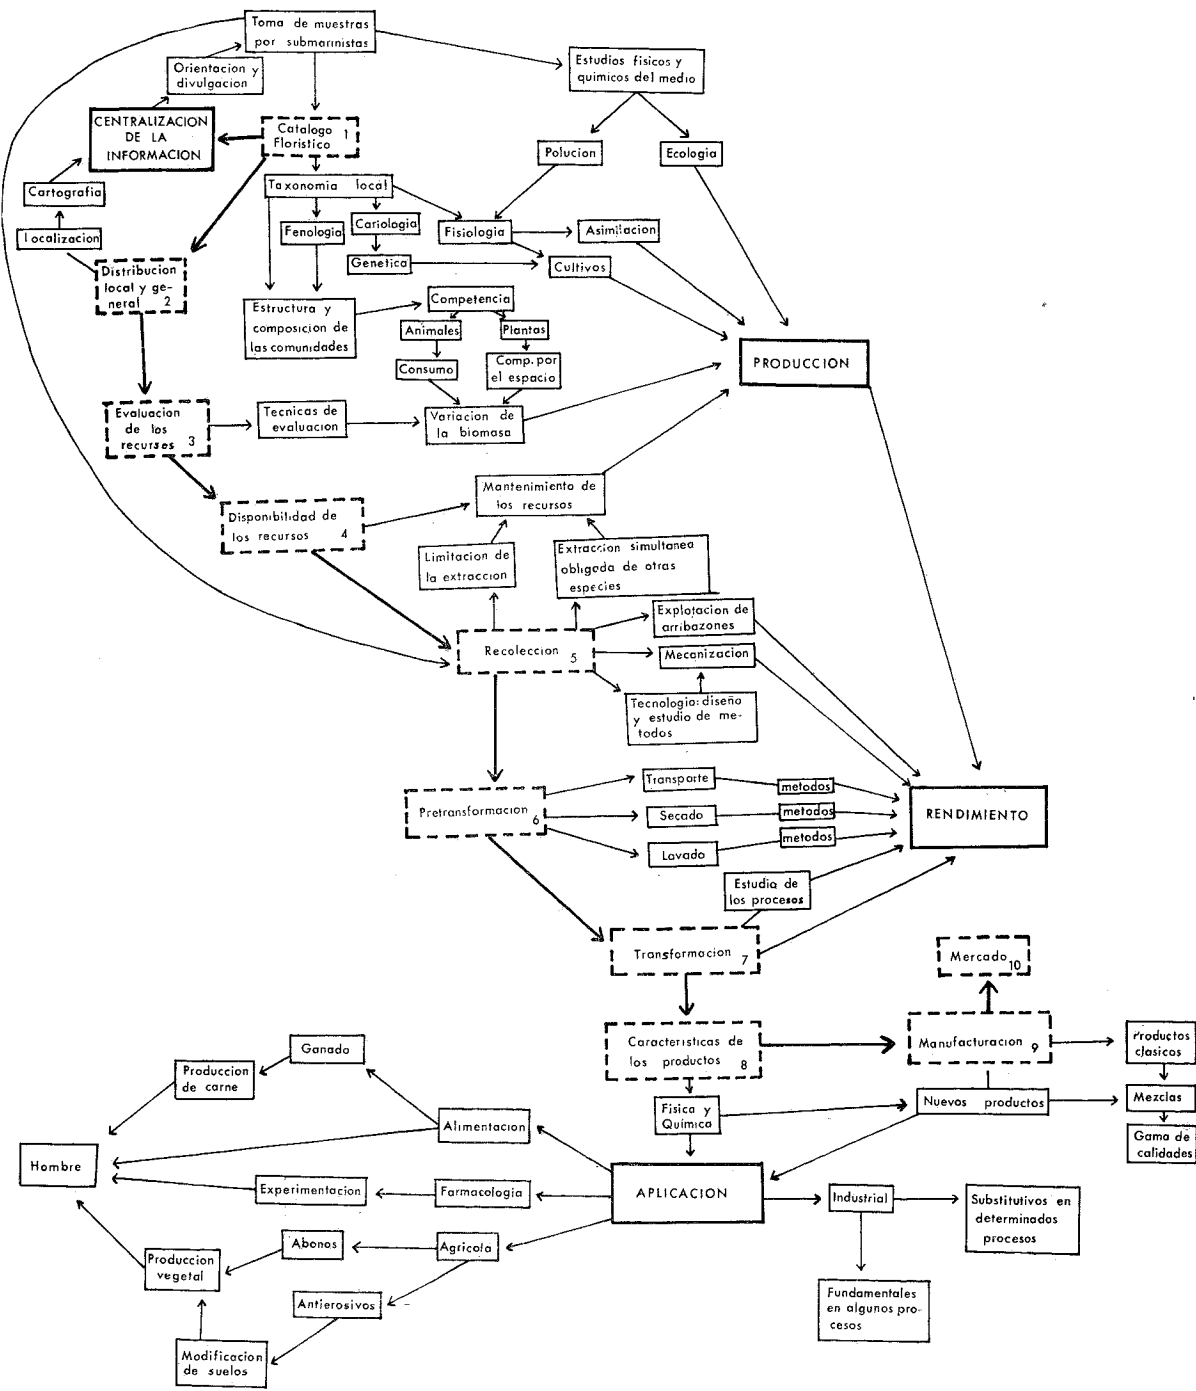 Toma de muestras
por submarinistas
Orientacion y
divulgacion
Estudios fisicos y
quimicos del medio
CENTRALIZACION
DE LA
INFORMACION
Catalogo 1
Floristico
Polucion
Ecologia
Cartografia
Taxonomia local
Localizacion
Fenologia
Cariologia
Fisiologia
Asimilacion
Genetica
Cultivos
Distribucion
local y ge-
neral 2
Estructura y
composicion de
las comunidades
Competencia
Animales
Plantas
Consumo
Comp. por
el espacio
PRODUCCION
Evaluacion
de los
recursos 3
Tecnicas de
evaluacion
Variacion de
la biomasa
Mantenimiento de
los recursos
Disponibilidad de
los recursos 4
Limitacion de
la extraccion
Extraccion simultanea
obligada de otras
especies
Explotacion de
arribazones
Recoleccion 5
Mecanizacion
Tecnologio: diseño
y estudio de me-
todos
Transporte
metodos
Pretransformacion 6
Secado
metodos
RENDIMIENTO
Lavado
metodos
Estudio de
los procesos
Transformacion 7
Mercado 10
Caracteristicas de
los productos 8
Manufacturacion 9
Productos
clasicos
Ganado
Produccion
de carne
Fisica y
Quimica
Nuevos productos
Mezclas
Gama de
calidades
Alimentacion
Hombre
Experimentacion
Farmacologia
APLICACION
Industrial
Substitutivos en
determinados
procesos
Abonos
Agricola
Produccion
vegetal
Antierosivos
Fundamentales
en algunos pro-
cesos
Modificacion
de suelos